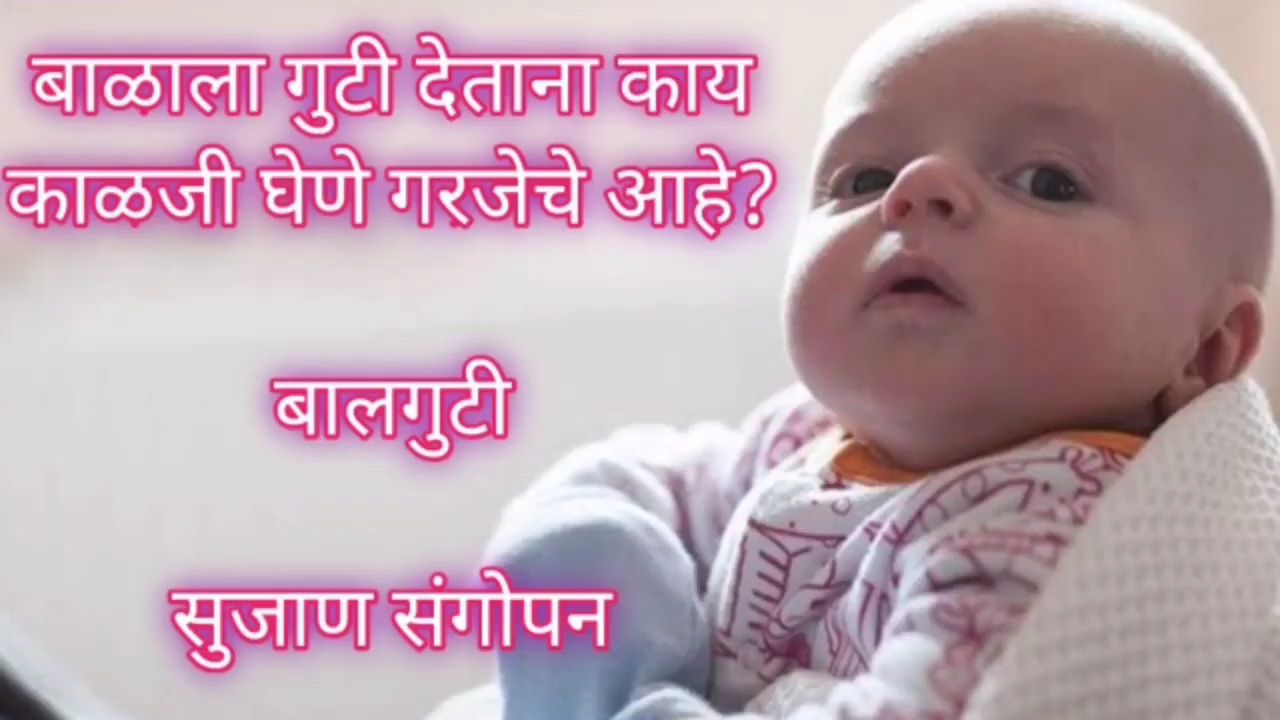 बाळाला गुटी देताना काय
काळजी घेणे गरजेचे आहे?
बालगुटी
सुजाण संगोपन